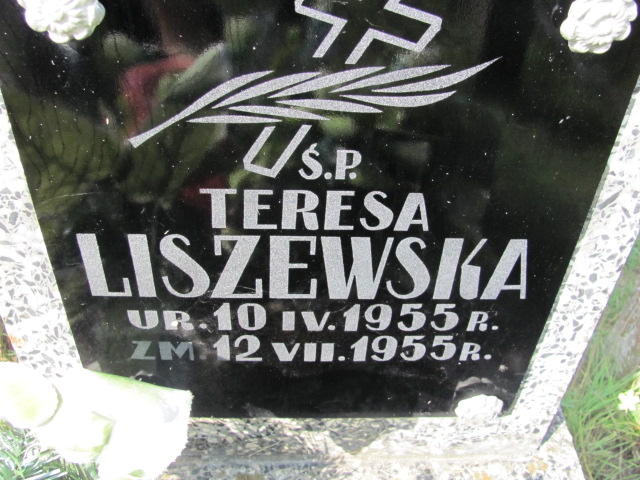 Ś.P.
TERESA
LISZEWSKA
UR. 10 IV. 1955 R.
ZM. 12 VII. 1955 R.